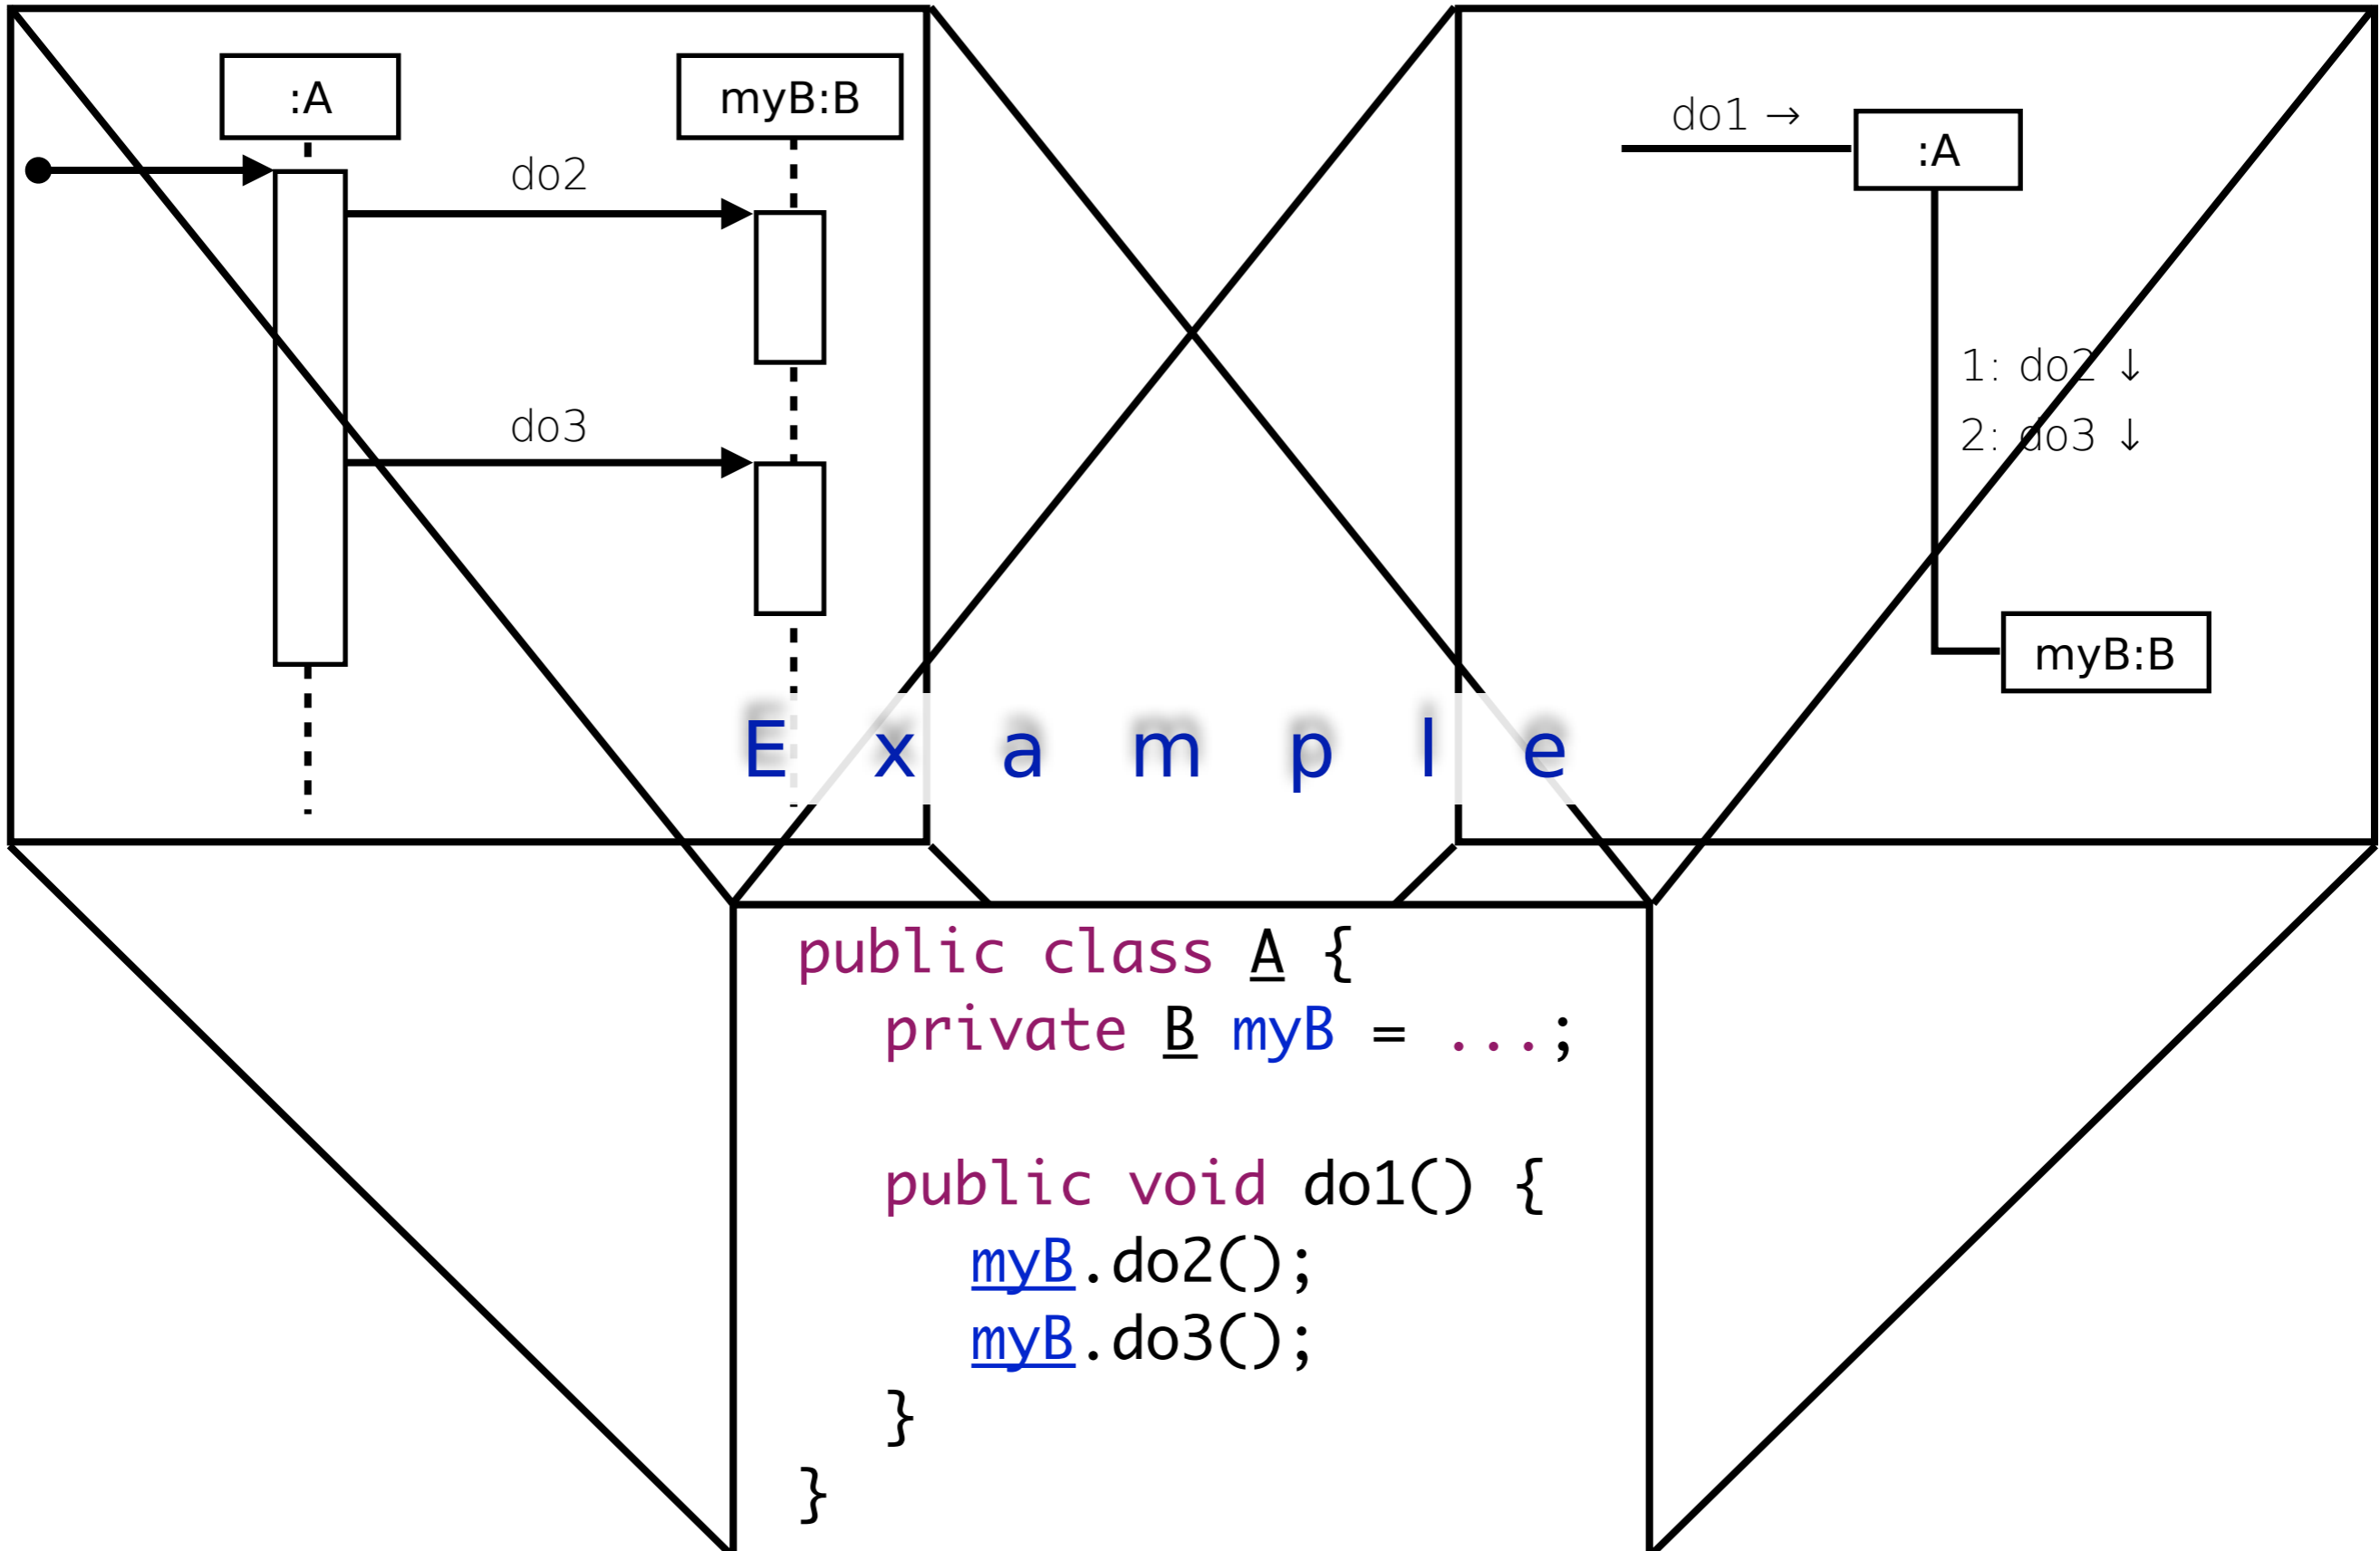 :A
myB:B
do2
do3
do1 →
:A
1: do2 ↓
2: do3 ↓
myB:B
E x a m p l e
public class A {
private B myB = ...;
public void do1() {
myB.do2();
myB.do3();
}
}